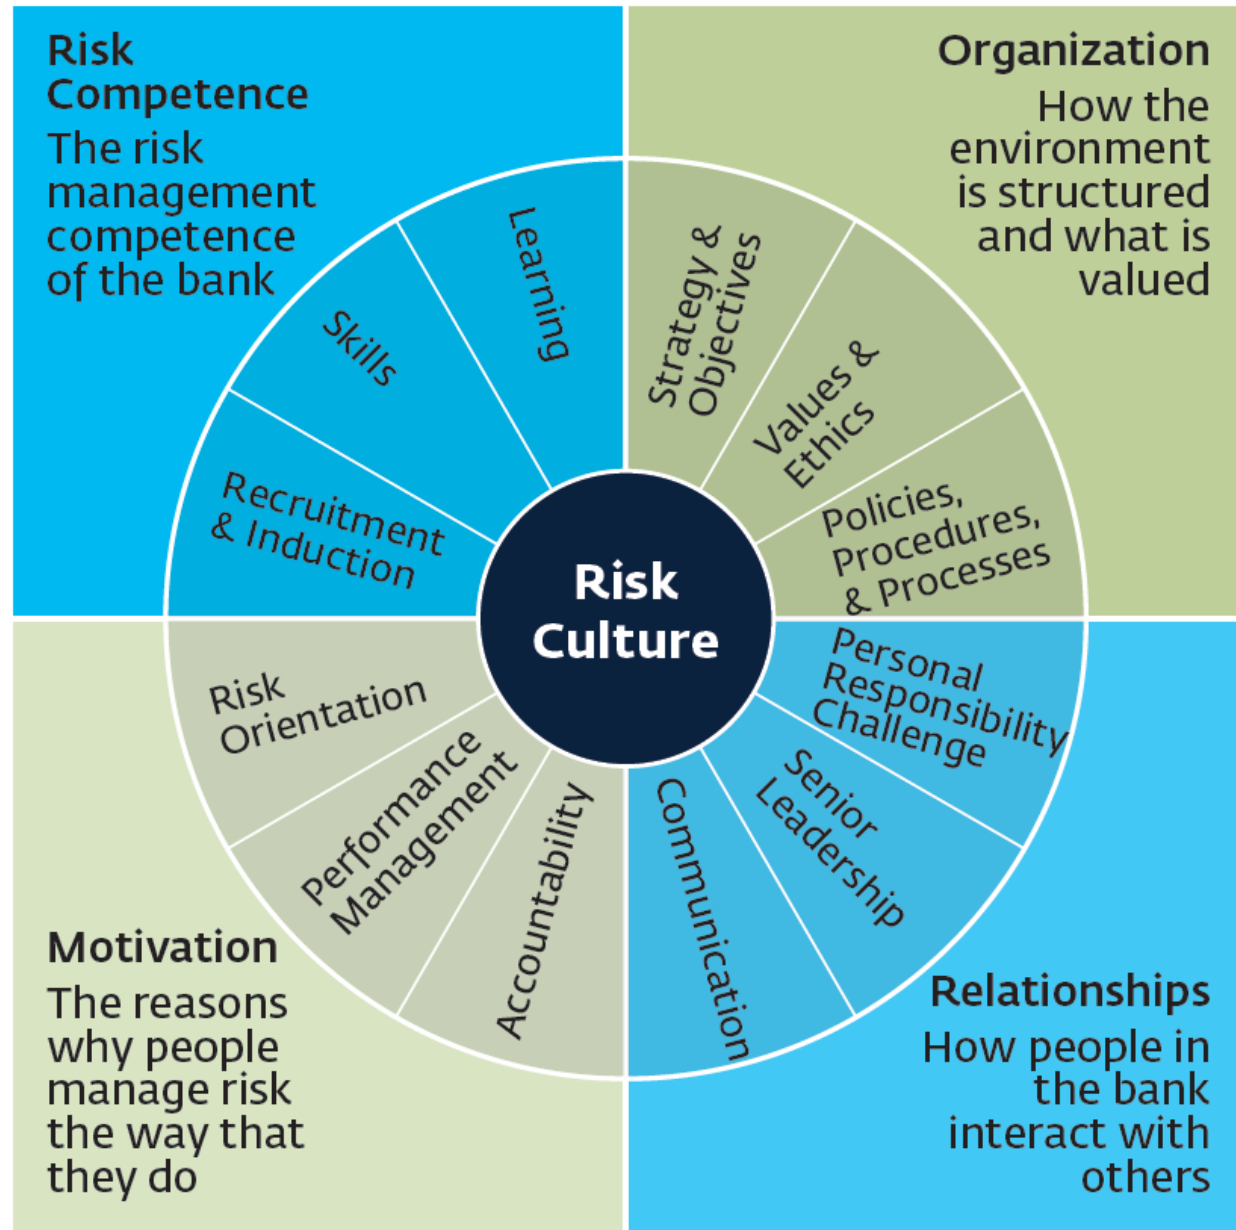 Risk
Competence
The risk
management
competence
of the bank
Organization
How the
environment
is structured
and what is
valued
Learning
Skills
Recruitment
& Induction
Strategy &
Objectives
Values &
Ethics
Policies,
Procedures,
& Processes
Risk
Culture
Risk
Orientation
Performance
Management
Accountability
Personal
Responsibility
Challenge
Senior
Leadership
Communication
Motivation
The reasons
why people
manage risk
the way that
they do
Relationships
How people in
the bank
interact with
others